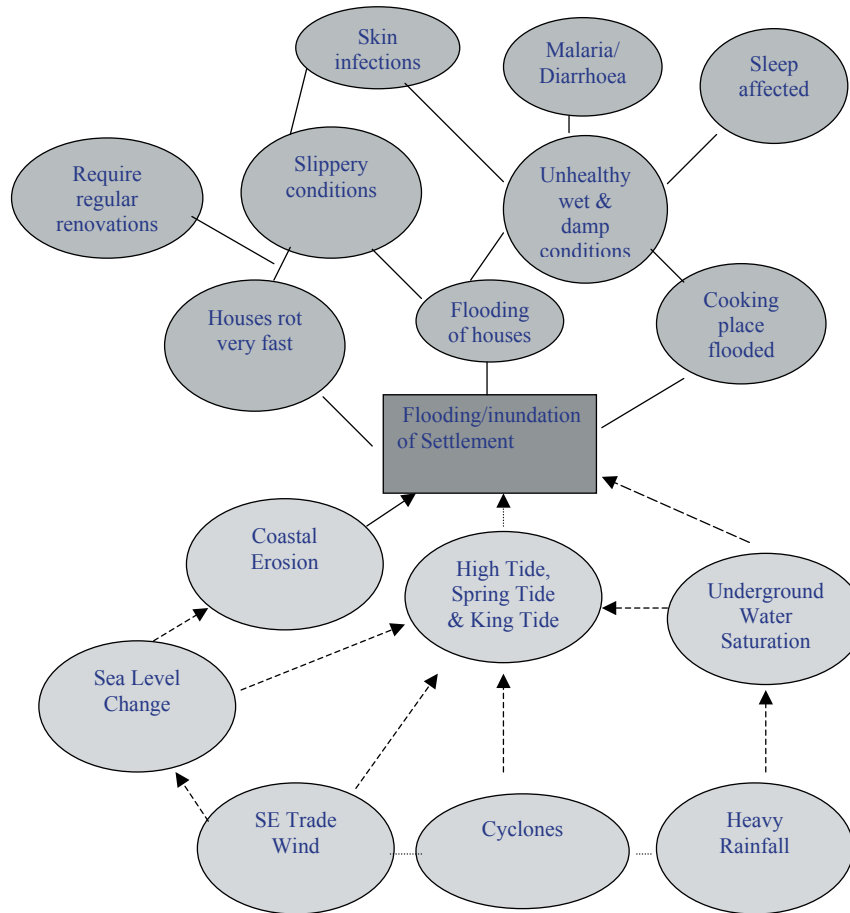 Skin
infections
Malaria/
Diarrhoea
Sleep
affected
Require
regular
renovations
Slippery
conditions
Unhealthy
wet &
damp
conditions
Houses rot
very fast
Flooding
of houses
Cooking
place
flooded
Flooding/inundation
of Settlement
Coastal
Erosion
High Tide,
Spring Tide
& King Tide
Underground
Water
Saturation
Sea Level
Change
SE Trade
Wind
Cyclones
Heavy
Rainfall